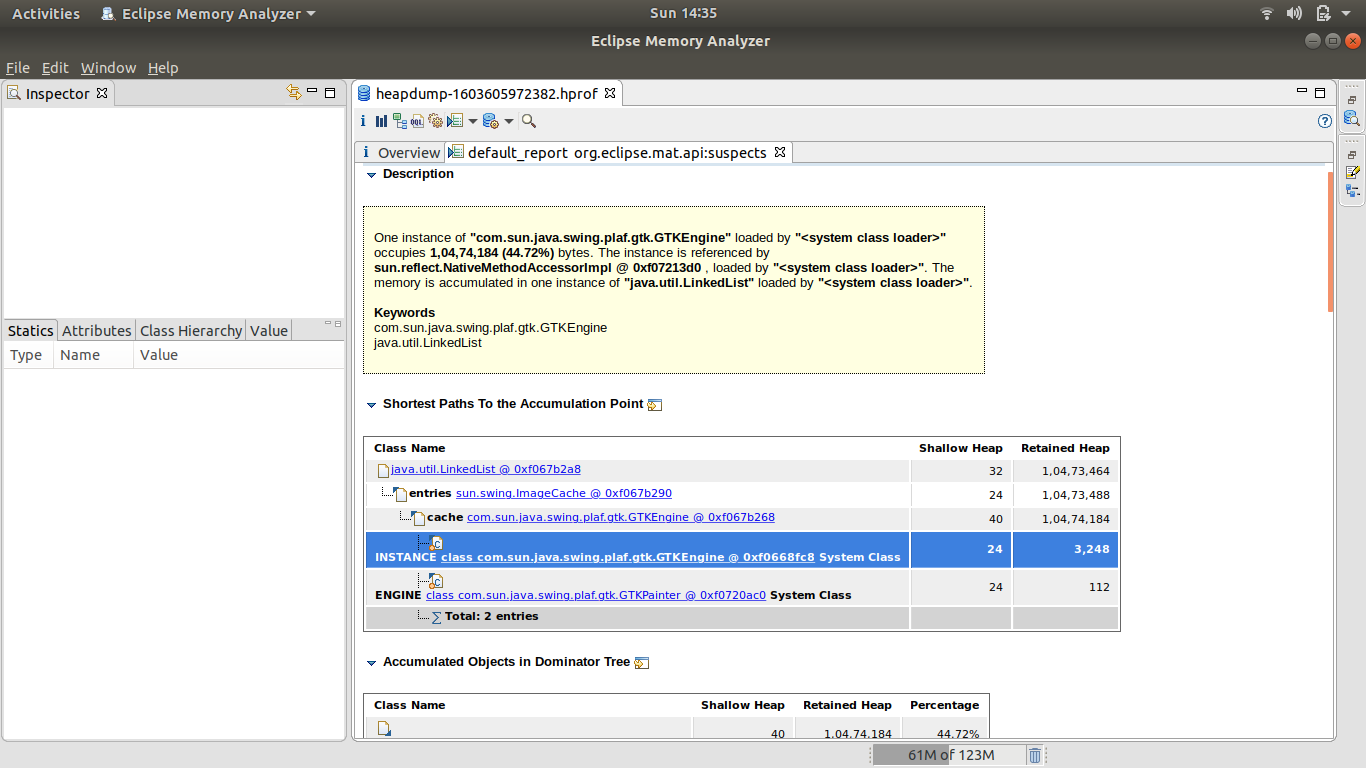 Activities Eclipse Memory Analyzer Sun 14:35
Eclipse Memory Analyzer
File Edit Window Help
Inspector
heapdump-1603605972382.hprof
i Overview default_report org.eclipse.mat.api:suspects
Description
One instance of "com.sun.java.swing.plaf.gtk.GTKEngine" loaded by "<system class loader>"
occupies 1,04,74,184 (44.72%) bytes. The instance is referenced by
sun.reflect.NativeMethodAccessorImpl @ 0xf07213d0 , loaded by "<system class loader>". The
memory is accumulated in one instance of "java.util.LinkedList" loaded by "<system class loader>".
Keywords
com.sun.java.swing.plaf.gtk.GTKEngine
java.util.LinkedList
Statics Attributes Class Hierarchy Value
Type Name Value
Shortest Paths To the Accumulation Point
Class Name Shallow Heap Retained Heap
java.util.LinkedList @ 0xf067b2a8 32 1,04,73,464
entries sun.swing.ImageCache @ 0xf067b290 24 1,04,73,488
cache com.sun.java.swing.plaf.gtk.GTKEngine @ 0xf067b268 40 1,04,74,184
INSTANCE class com.sun.java.swing.plaf.gtk.GTKEngine @ 0xf0668fc8 System Class 24 3,248
ENGINE class com.sun.java.swing.plaf.gtk.GTKPainter @ 0xf0720ac0 System Class 24 112
Total: 2 entries
Accumulated Objects in Dominator Tree
Class Name Shallow Heap Retained Heap Percentage
40 1,04,74,184 44.72%
61M of 123M